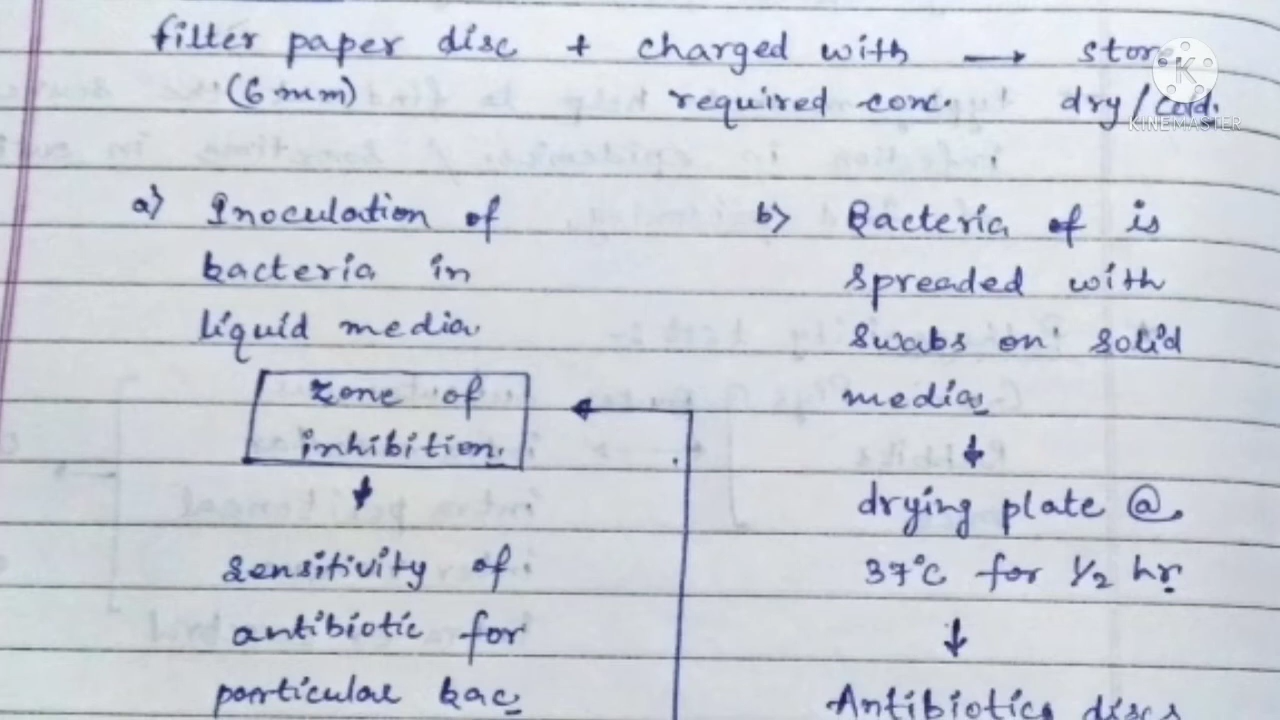 filter paper disc + charged with → store
(6mm) required conc. dry/cold.
a) Inoculation of
bacteria in
liquid media
zone of
inhibition.
↓
sensitivity of
antibiotic for
particular bac
b) Bacteria of is
spreaded with
swabs on solid
media
↓
drying plate @
37°C for 1/2 hr
↓
Antibiotics discs
KINEMASTER